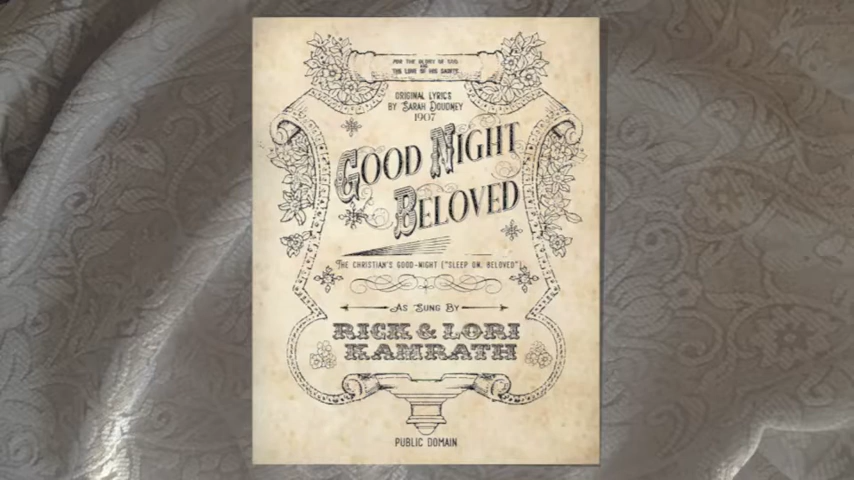 FOR THE GLORY OF GOD
AND
THE LOVE OF HIS SAINTS
ORIGINAL LYRICS
BY SARAH DOUDNEY
1907
GOOD NIGHT
BELOVED
THE CHRISTIAN'S GOOD-NIGHT ("SLEEP ON, BELOVED")
AS SUNG BY
RICK & LORI
KAMRATH
PUBLIC DOMAIN